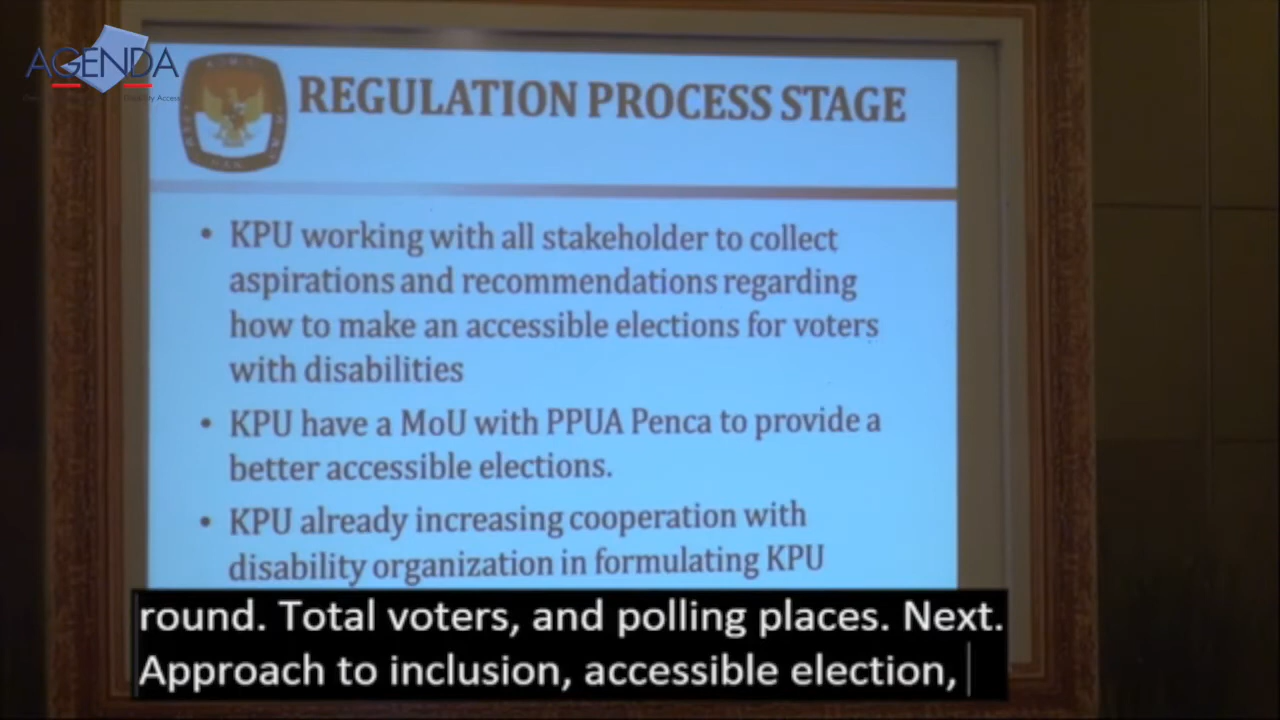 AGENDA
REGULATION PROCESS STAGE
• KPU working with all stakeholder to collect
aspirations and recommendations regarding
how to make an accessible elections for voters
with disabilities
• KPU have a MoU with PPUA Penca to provide a
better accessible elections.
• KPU already increasing cooperation with
disability organization in formulating KPU
round. Total voters, and polling places. Next.
Approach to inclusion, accessible election,